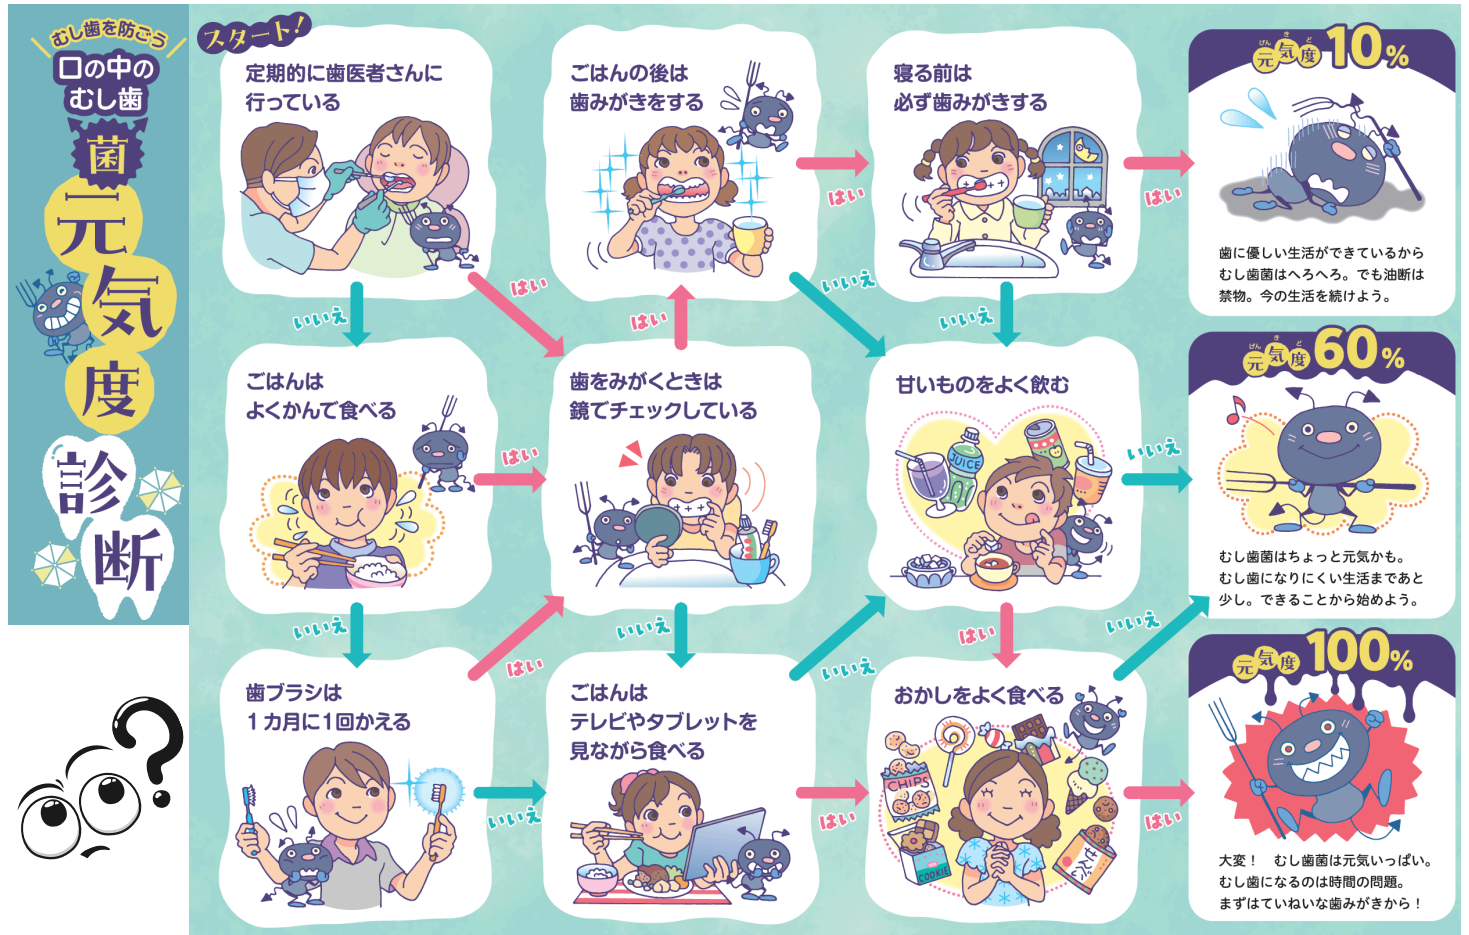 むし歯を防ごう
口の中の
むし歯
菌
元
気
度
診
断
スタート!
定期的に歯医者さんに
行っている
はい
いいえ
ごはんの後は
歯みがきをする
はい
いいえ
寝る前は
必ず歯みがきする
はい
いいえ
げん き ど
元気度10%
歯に優しい生活ができているから
むし歯菌はへろへろ。でも油断は
禁物。今の生活を続けよう。
ごはんは
よくかんで食べる
はい
いいえ
歯をみがくときは
鏡でチェックしている
はい
いいえ
甘いものをよく飲む
JUICE
いいえ
はい
げん き ど
元気度60%
むし歯菌はちょっと元気かも。
むし歯になりにくい生活まであと
少し。できることから始めよう。
歯ブラシは
1カ月に1回かえる
はい
いいえ
ごはんは
テレビやタブレットを
見ながら食べる
いいえ
はい
おかしをよく食べる
CHIPS
COOKIE
せんべい
いいえ
はい
元気度100%
大変! むし歯菌は元気いっぱい。
むし歯になるのは時間の問題。
まずはていねいな歯みがきから!
?